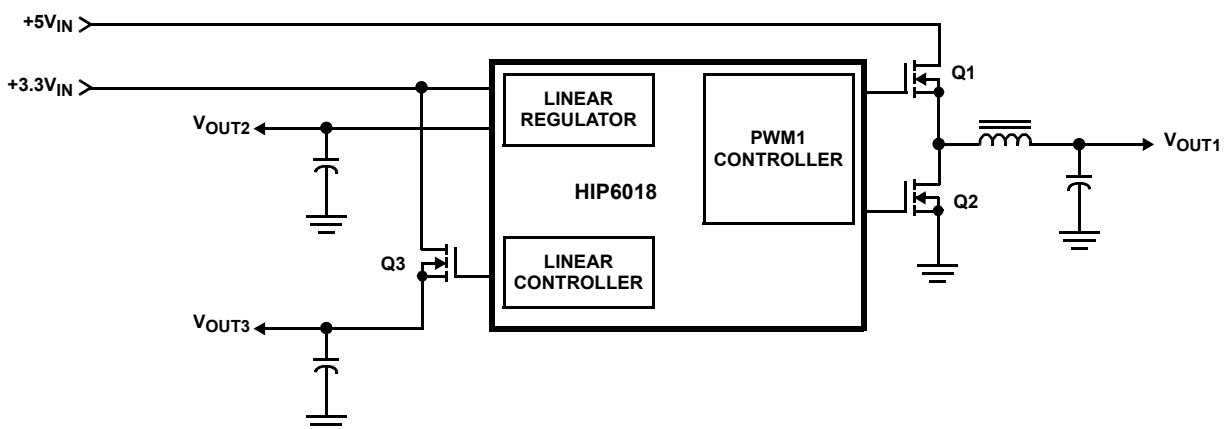 +5VIN
+3.3VIN
VOUT2
LINEAR
REGULATOR
PWM1
CONTROLLER
HIP6018
Q1
VOUT1
Q2
Q3
LINEAR
CONTROLLER
VOUT3